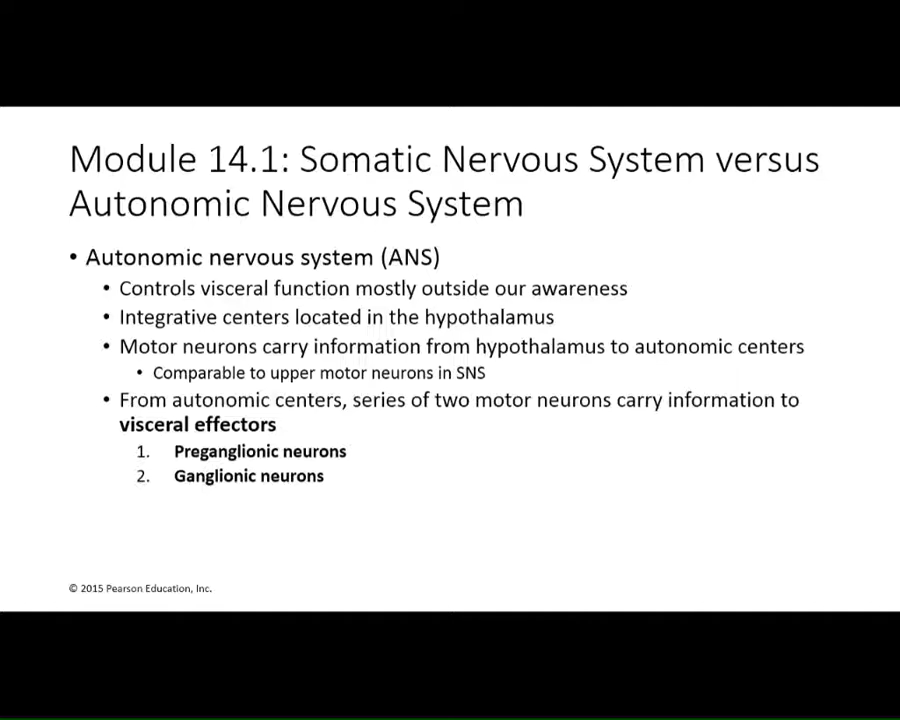 Module 14.1: Somatic Nervous System versus
Autonomic Nervous System
• Autonomic nervous system (ANS)
• Controls visceral function mostly outside our awareness
• Integrative centers located in the hypothalamus
• Motor neurons carry information from hypothalamus to autonomic centers
• Comparable to upper motor neurons in SNS
• From autonomic centers, series of two motor neurons carry information to
visceral effectors
1. Preganglionic neurons
2. Ganglionic neurons
© 2015 Pearson Education, Inc.